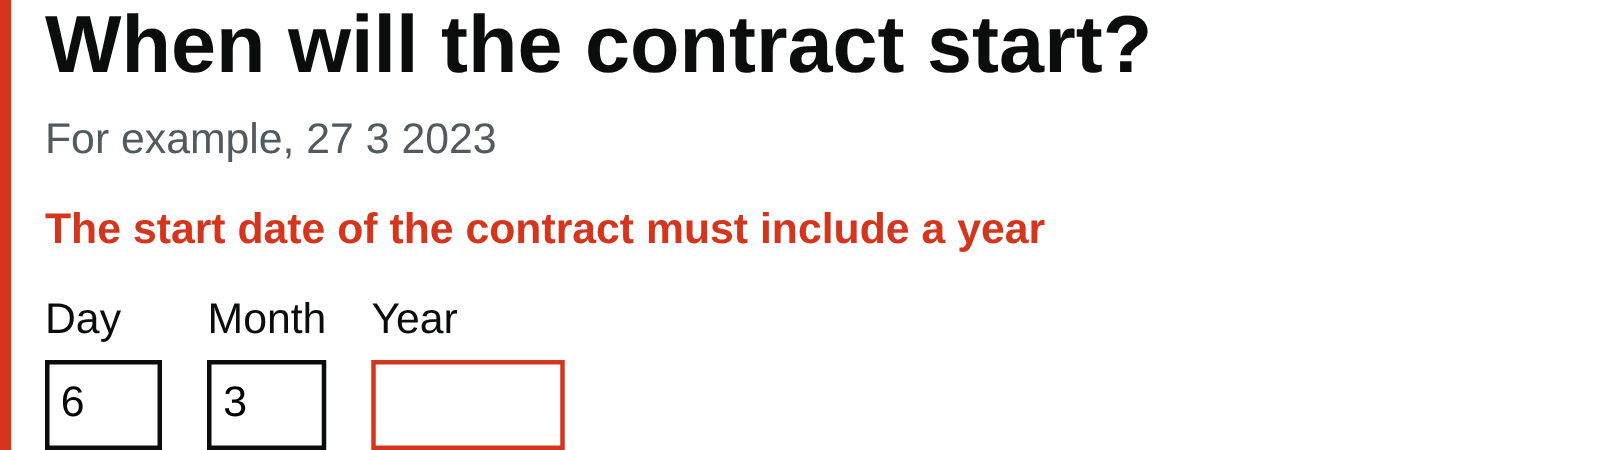 When will the contract start?
For example, 27 3 2023
The start date of the contract must include a year
Day Month Year
6 3